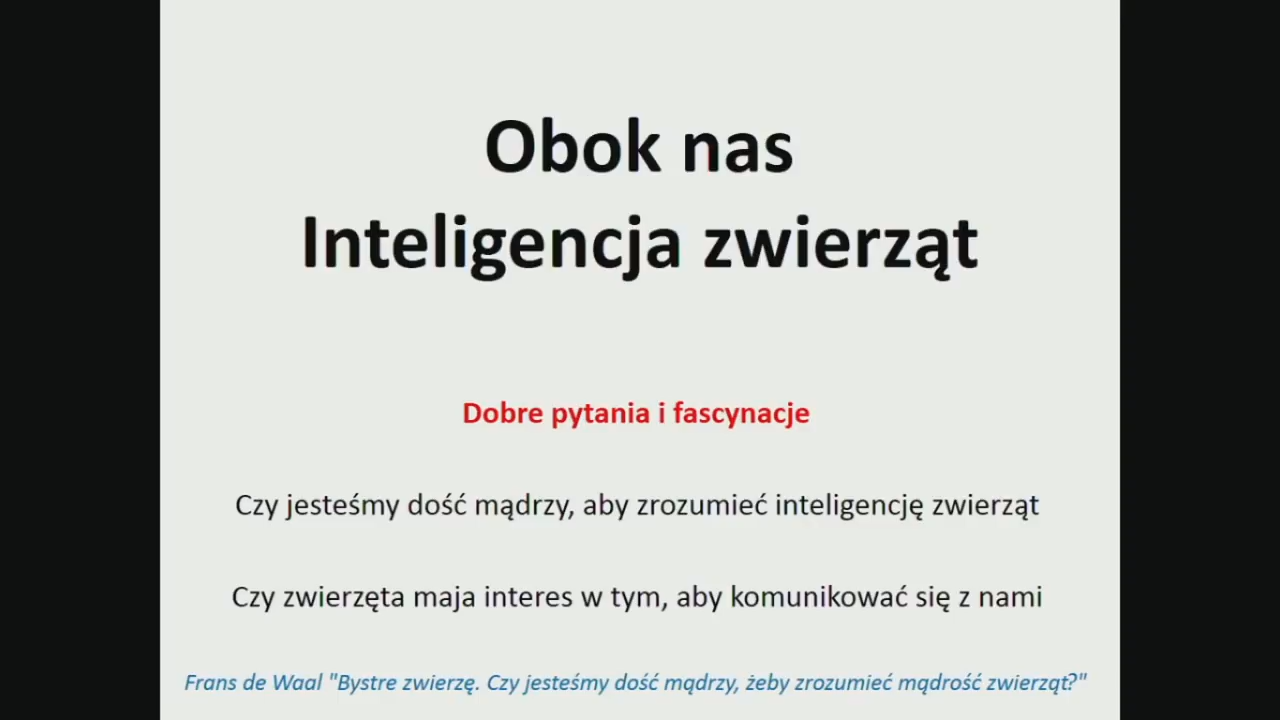 Obok nas
Inteligencja zwierząt
Dobre pytania i fascynacje
Czy jesteśmy dość mądrzy, aby zrozumieć inteligencję zwierząt
Czy zwierzęta maja interes w tym, aby komunikować się z nami
Frans de Waal "Bystre zwierzę. Czy jesteśmy dość mądrzy, żeby zrozumieć mądrość zwierząt?"